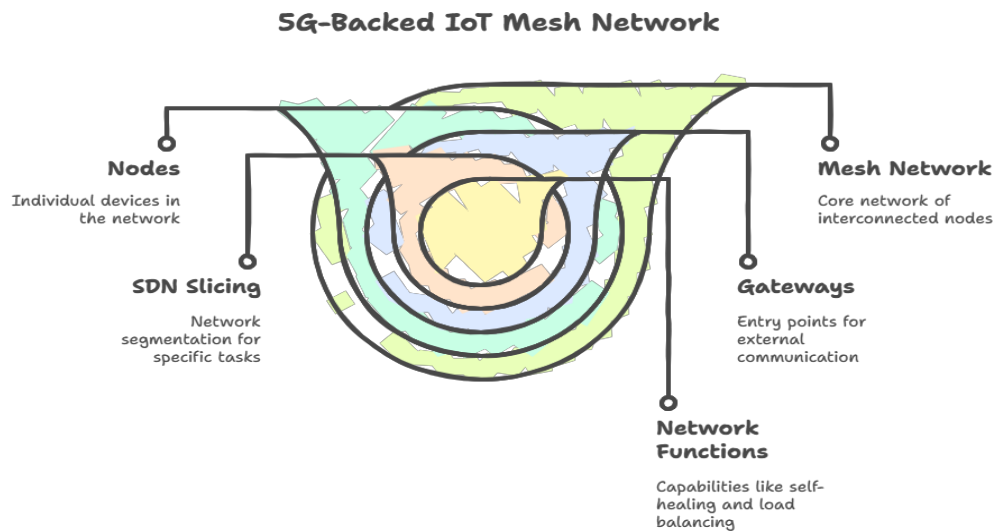 5G-Backed IoT Mesh Network
Nodes
Individual devices in
the network
Mesh Network
Core network of
interconnected nodes
SDN Slicing
Network
segmentation for
specific tasks
Gateways
Entry points for
external
communication
Network
Functions
Capabilities like self-
healing and load
balancing